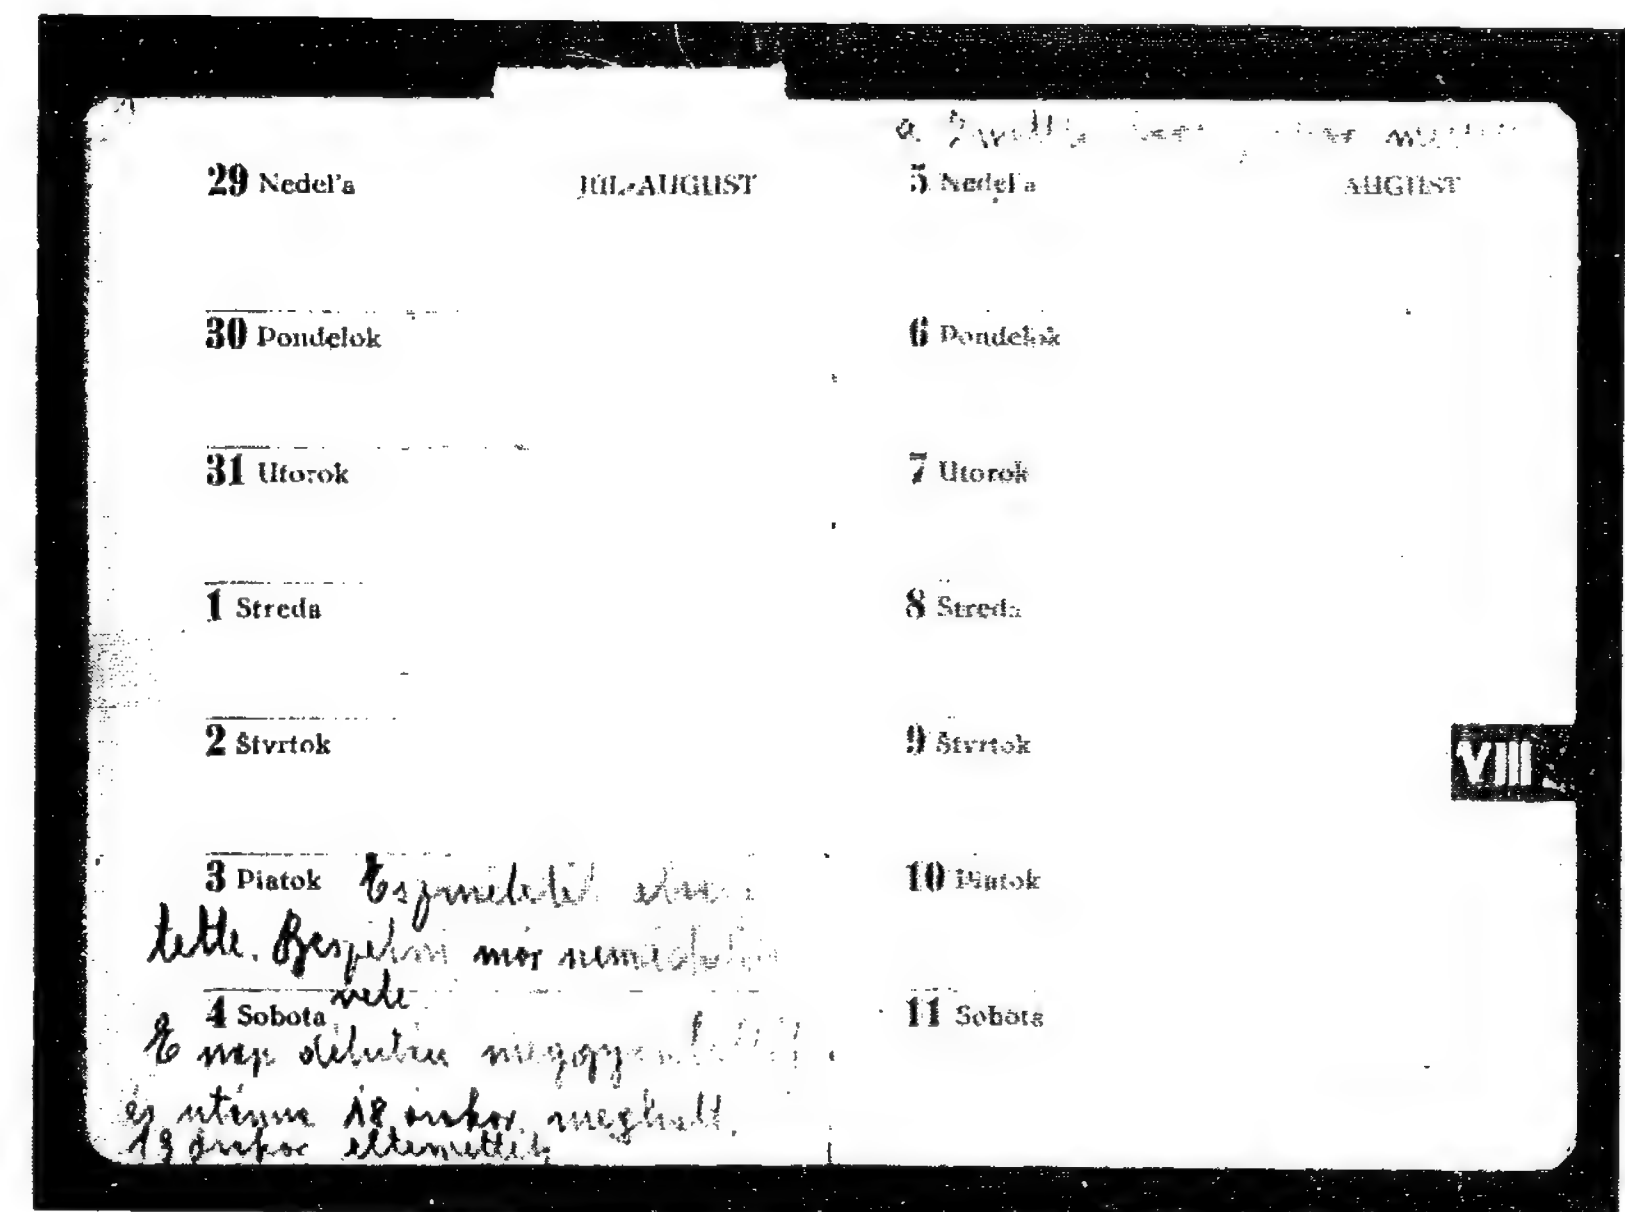 29 Nedel'a JÚL-AUGUST
30 Pondelok
31 Utorok
1 Streda
2 Štvrtok
3 Piatok Eszméletét
tette. Beszélni már nem
vele
4 Sobota
E nap délután
és utánna 18 órakor meghalt.
19 órakor eltemették
a
5 Nedel'a AUGUST
6 Pondelok
7 Utorok
8 Streda
9 Štvrtok
VIII
10 Piatok
11 Sobota